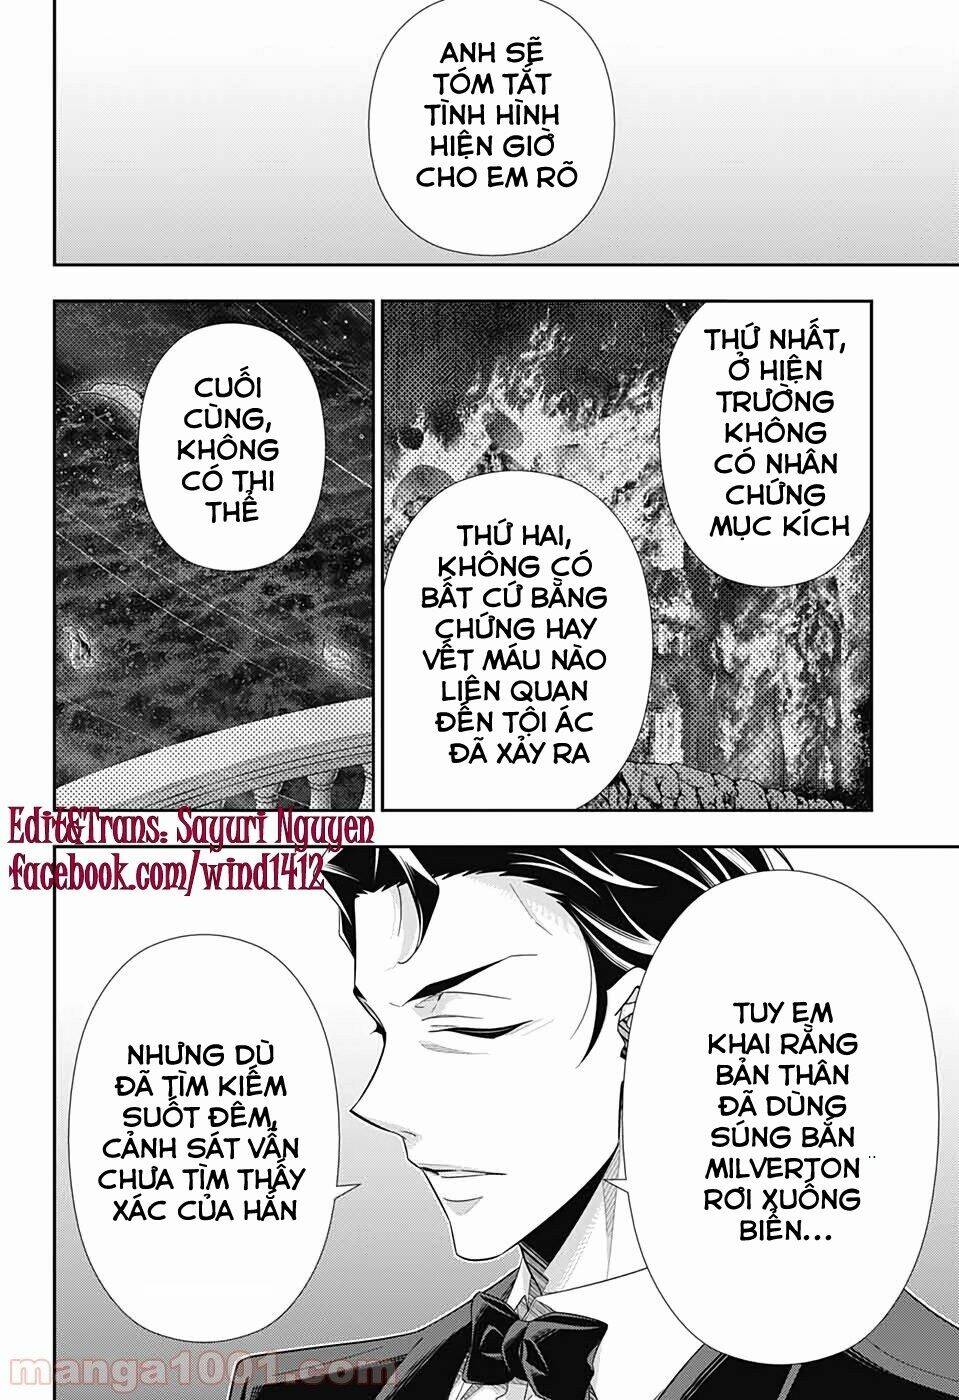 ANH SẼ
TÓM TẮT
TÌNH HÌNH
HIỆN GIỜ
CHO EM RÕ
THỨ NHẤT,
Ở HIỆN
TRƯỜNG
KHÔNG
CÓ NHÂN
CHỨNG
MỤC KÍCH
THỨ HAI,
KHÔNG CÓ
BẤT CỨ BẰNG
CHỨNG HAY
VẾT MÁU NÀO
LIÊN QUAN
ĐẾN TỘI ÁC
ĐÃ XẢY RA
CUỐI
CÙNG,
KHÔNG
CÓ THI
THỂ
Edit&Trans: Sayuri Nguyen
facebook.com/wind1412
TUY EM
KHAI RẰNG
BẢN THÂN
ĐÃ DÙNG
SÚNG BẮN
MILVERTON
RƠI XUỐNG
BIỂN...
NHƯNG DÙ
ĐÃ TÌM KIẾM
SUỐT ĐÊM,
CẢNH SÁT VẪN
CHƯA TÌM THẤY
XÁC CỦA HẮN
manga1001.com